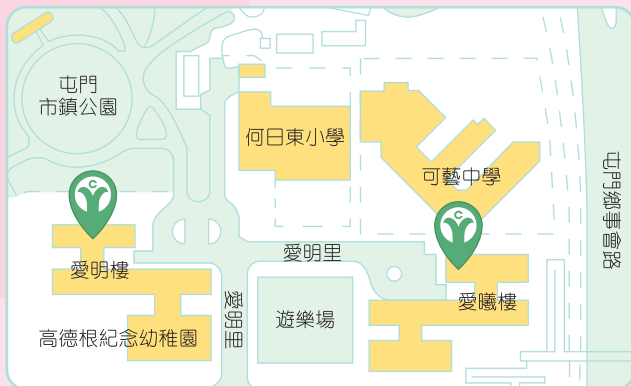 屯門
市鎮公園
何日東小學
可藝中學
屯門鄉事會路
C
C
愛明里
愛明樓
愛曦樓
愛明里
遊樂場
高德根紀念幼稚園